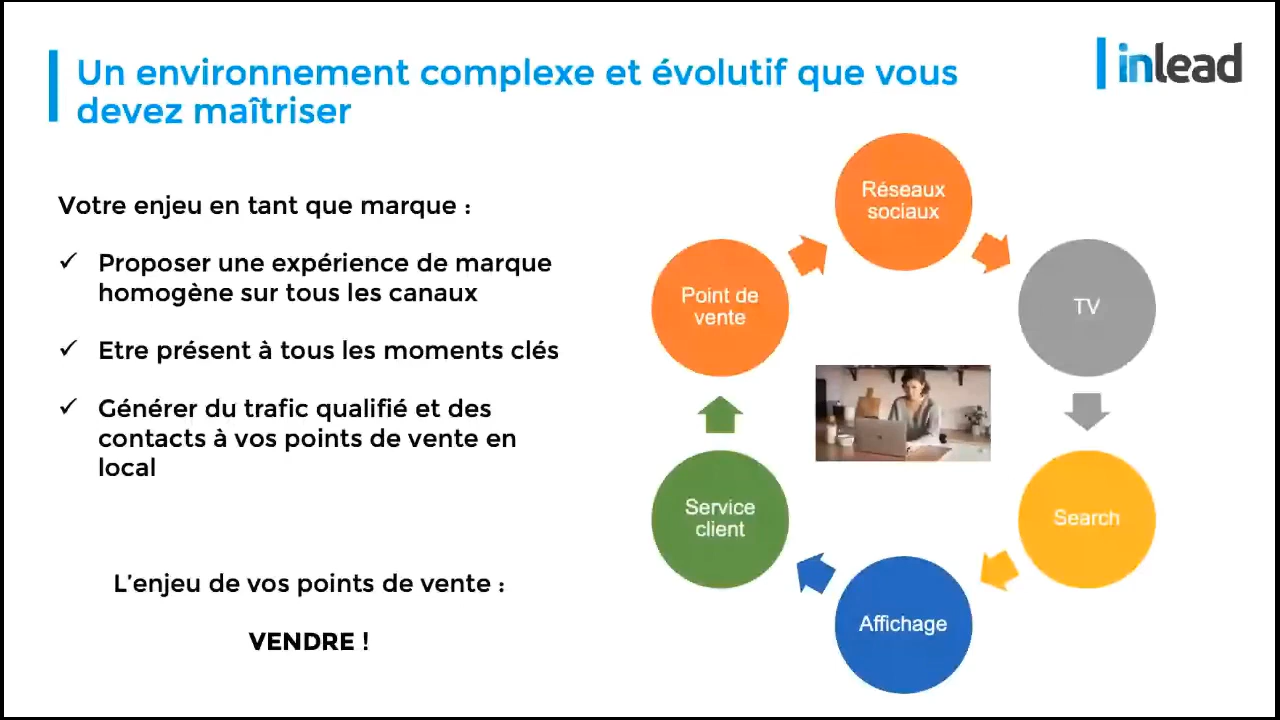 Un environnement complexe et évolutif que vous
devez maîtriser
inlead
Votre enjeu en tant que marque :
✓ Proposer une expérience de marque
homogène sur tous les canaux
✓ Etre présent à tous les moments clés
✓ Générer du trafic qualifié et des
contacts à vos points de vente en
local
L'enjeu de vos points de vente :
VENDRE !
Réseaux
sociaux
TV
Search
Affichage
Service
client
Point de
vente